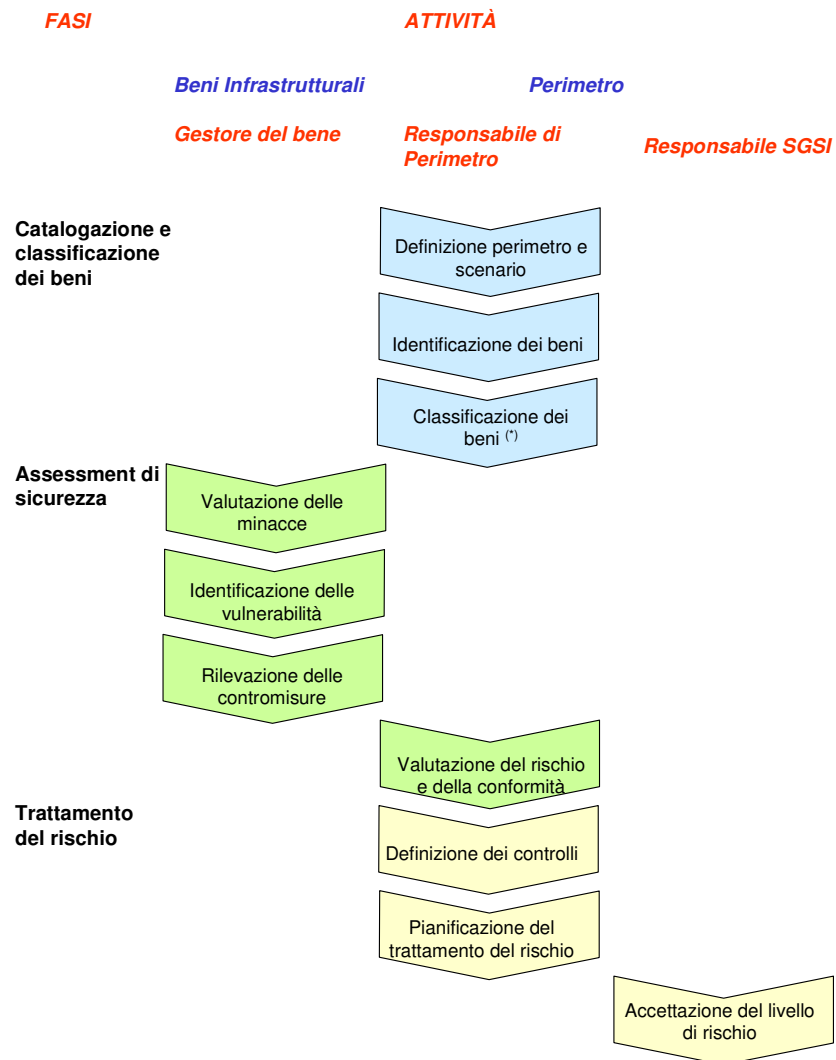 FASI
ATTIVITÀ
Beni Infrastrutturali
Perimetro
Gestore del bene
Responsabile di
Perimetro
Responsabile SGSI
Catalogazione e
classificazione
dei beni
Definizione perimetro e
scenario
Identificazione dei beni
Classificazione dei
beni (*)
Assessment di
sicurezza
Valutazione delle
minacce
Identificazione delle
vulnerabilità
Rilevazione delle
contromisure
Valutazione del rischio
e della conformità
Trattamento
del rischio
Definizione dei controlli
Pianificazione del
trattamento del rischio
Accettazione del livello
di rischio